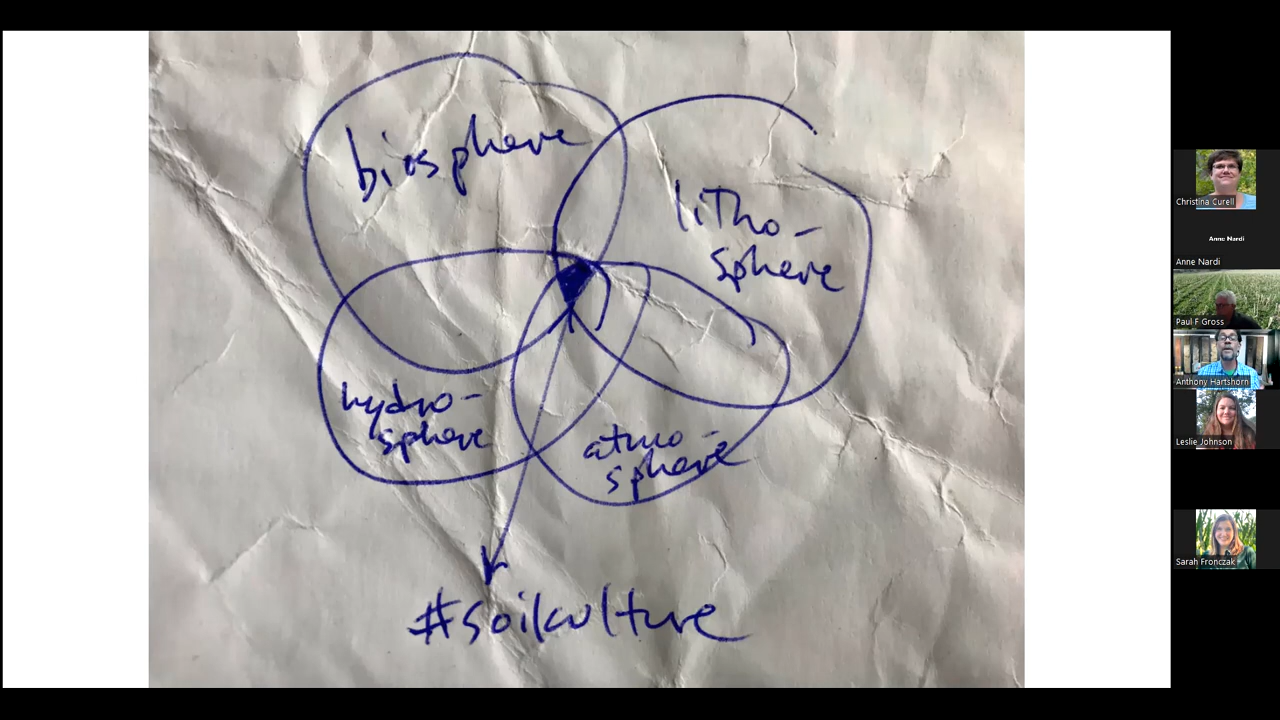 biosphere
litho-
sphere
hydro-
sphere
atmo-
sphere
#soilculture
Christina Curell
Anne Nardi
Anne Nardi
Paul F Gross
Anthony Hartshorn
Leslie Johnson
Sarah Fronczak